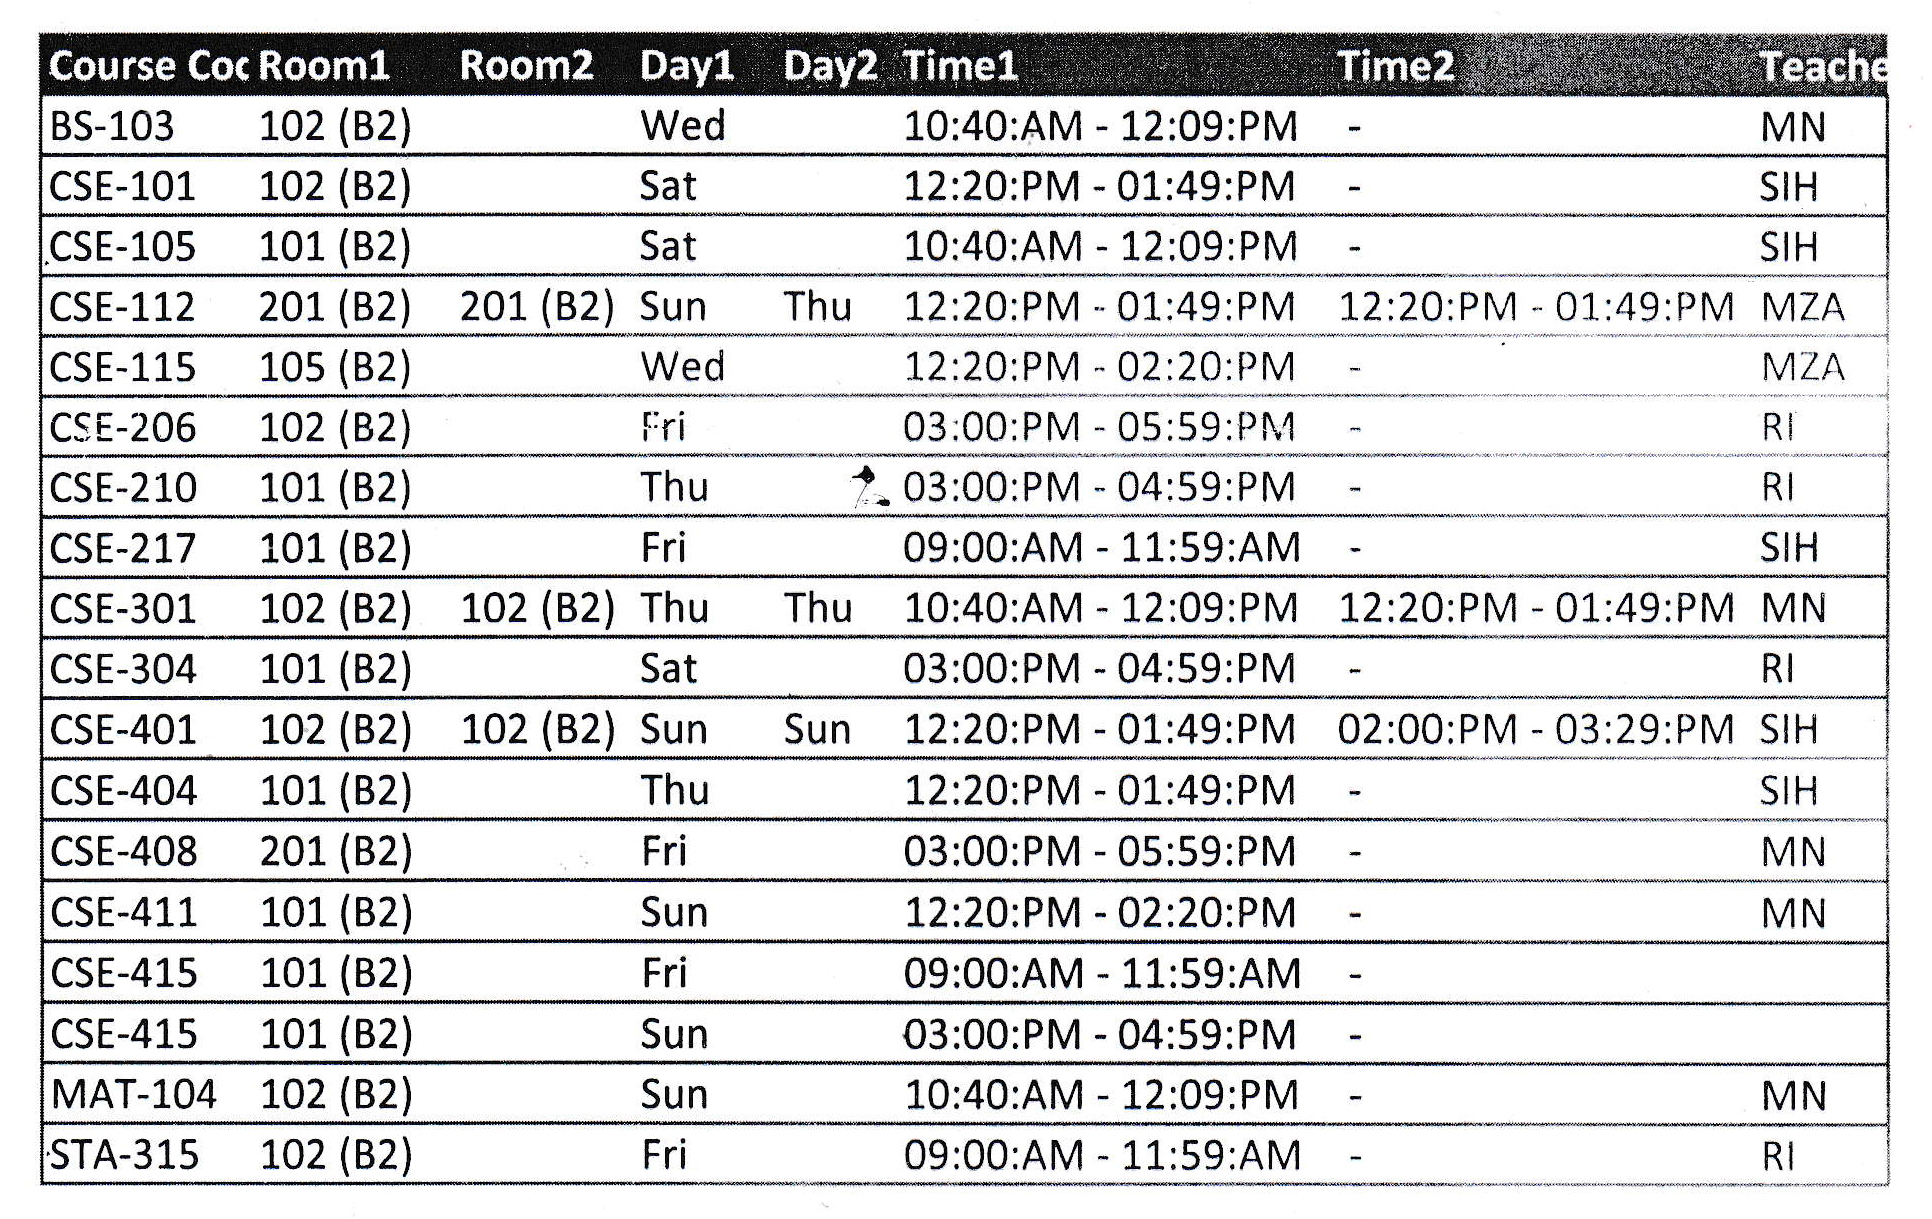 Course Coc Room1 Room2 Day1 Day2 Time1 Time2 Teache
BS-103 102 (B2) Wed 10:40:AM - 12:09:PM - MN
CSE-101 102 (B2) Sat 12:20:PM - 01:49:PM - SIH
CSE-105 101 (B2) Sat 10:40:AM - 12:09:PM - SIH
CSE-112 201 (B2) 201 (B2) Sun Thu 12:20:PM - 01:49:PM 12:20:PM - 01:49:PM MZA
CSE-115 105 (B2) Wed 12:20:PM - 02:20:PM - MZA
CSE-206 102 (B2) Fri 03:00:PM - 05:59:PM - RI
CSE-210 101 (B2) Thu 03:00:PM - 04:59:PM - RI
CSE-217 101 (B2) Fri 09:00:AM - 11:59:AM - SIH
CSE-301 102 (B2) 102 (B2) Thu Thu 10:40:AM - 12:09:PM 12:20:PM - 01:49:PM MN
CSE-304 101 (B2) Sat 03:00:PM - 04:59:PM - RI
CSE-401 102 (B2) 102 (B2) Sun Sun 12:20:PM - 01:49:PM 02:00:PM - 03:29:PM SIH
CSE-404 101 (B2) Thu 12:20:PM - 01:49:PM - SIH
CSE-408 201 (B2) Fri 03:00:PM - 05:59:PM - MN
CSE-411 101 (B2) Sun 12:20:PM - 02:20:PM - MN
CSE-415 101 (B2) Fri 09:00:AM - 11:59:AM -
CSE-415 101 (B2) Sun 03:00:PM - 04:59:PM -
MAT-104 102 (B2) Sun 10:40:AM - 12:09:PM - MN
STA-315 102 (B2) Fri 09:00:AM - 11:59:AM - RI